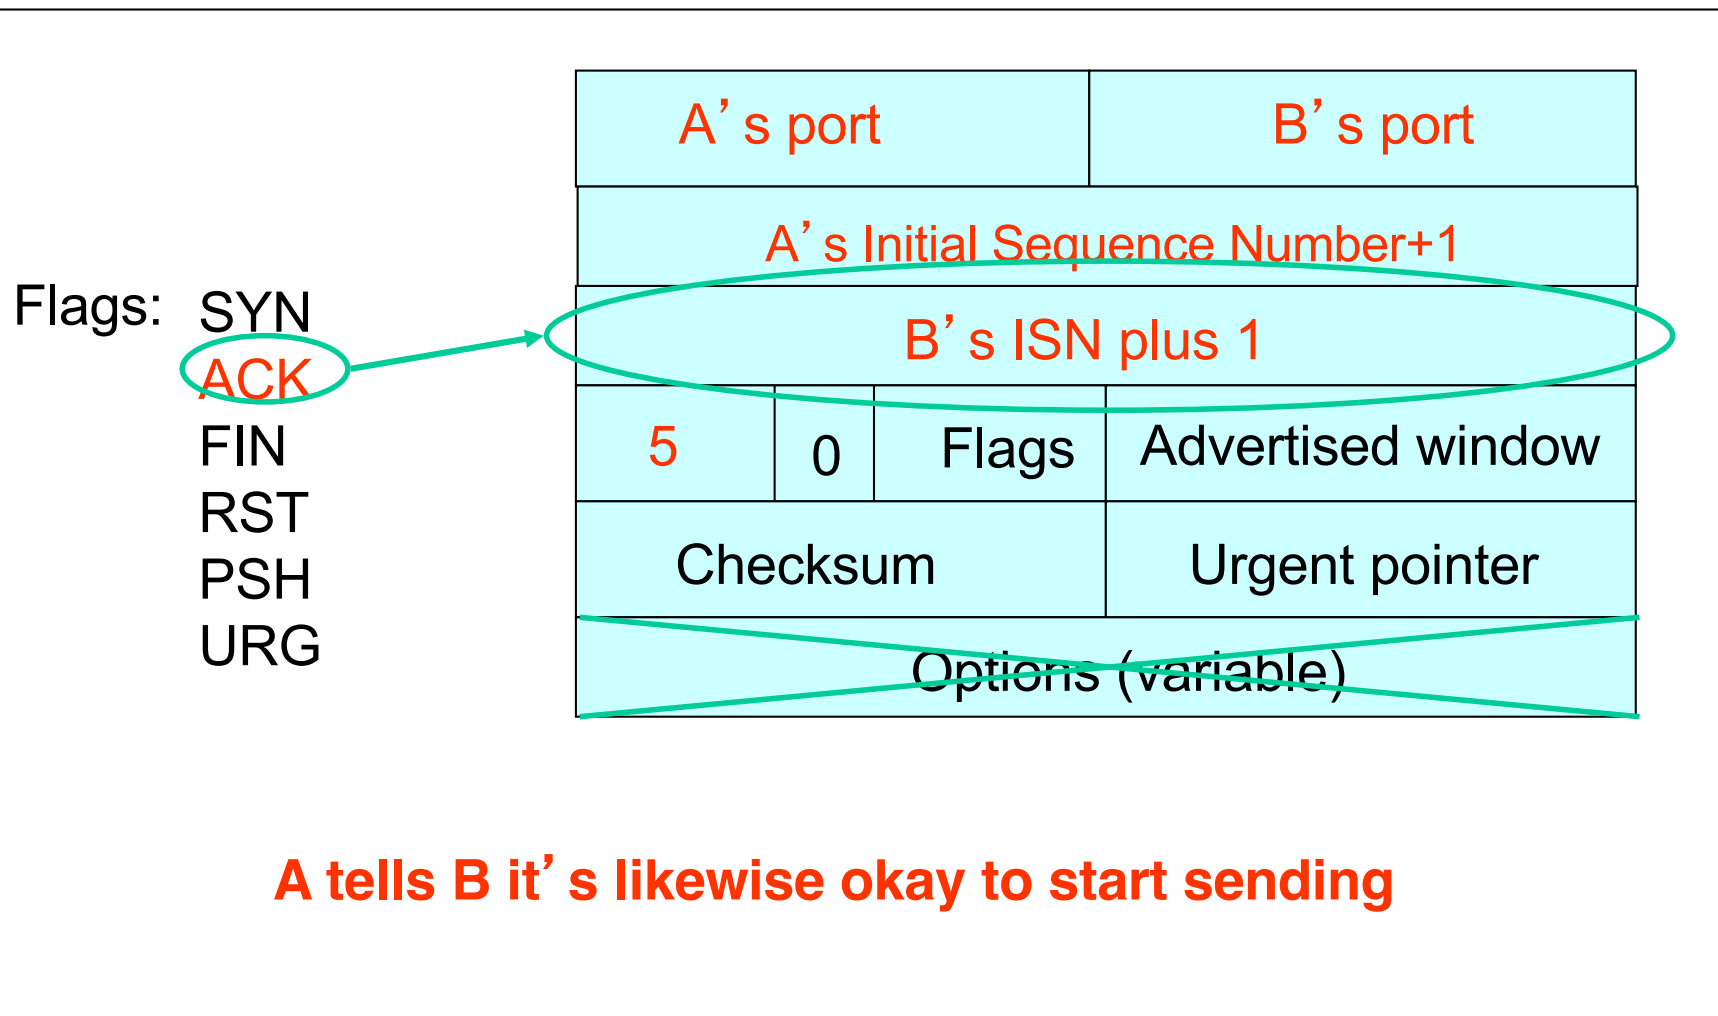 A’s port
B’s port
A’s Initial Sequence Number+1
Flags:
SYN
ACK
FIN
RST
PSH
URG
B’s ISN plus 1
5
0
Flags
Advertised window
Checksum
Urgent pointer
Options (variable)
A tells B it’s likewise okay to start sending